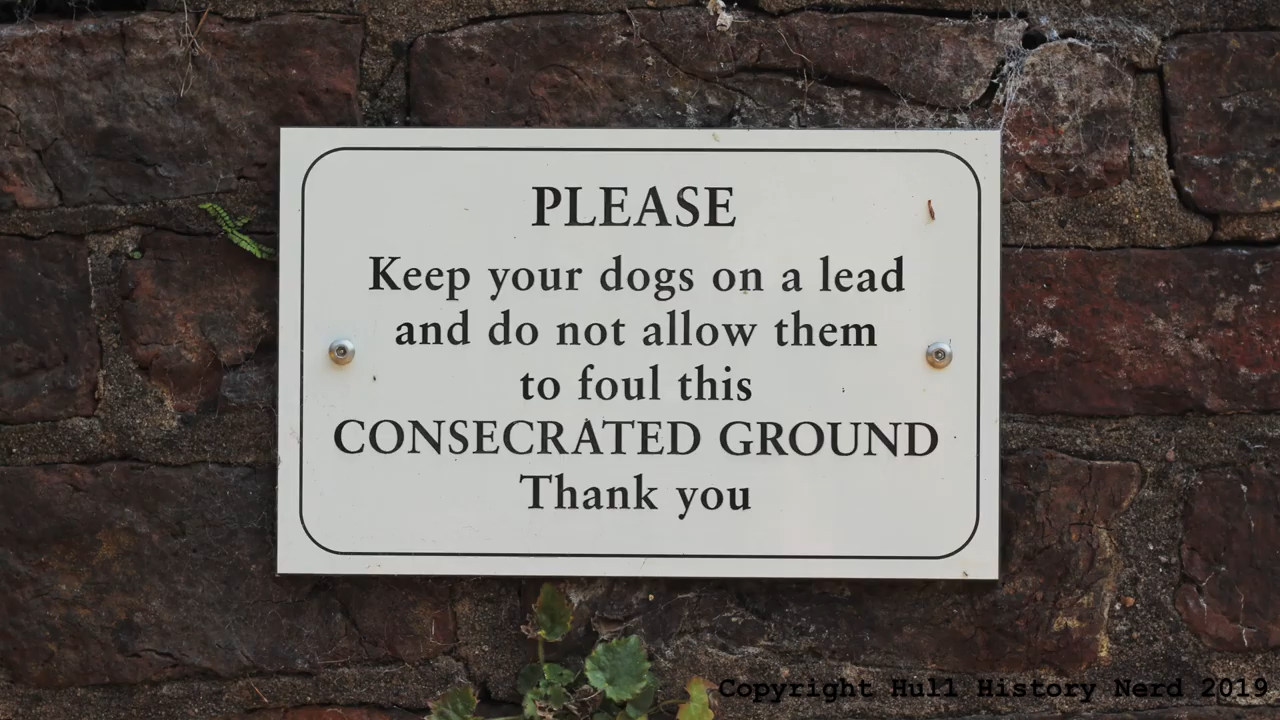 PLEASE
Keep your dogs on a lead
and do not allow them
to foul this
CONSECRATED GROUND
Thank you
Copyright Hull History Nerd 2019